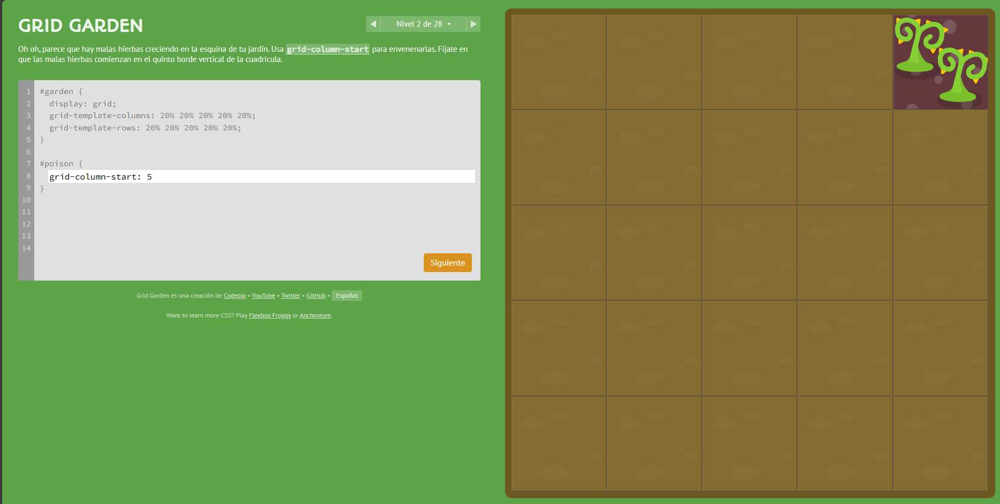 GRID GARDEN
Nivel 2 de 28
Oh oh, parece que hay malas hierbas creciendo en la esquina de tu jardín. Usa grid-column-start para envenenarlas. Fíjate en
que las malas hierbas comienzan en el quinto borde vertical de la cuadrícula.
1 #garden {
2 display: grid;
3 grid-template-columns: 20% 20% 20% 20% 20%;
4 grid-template-rows: 20% 20% 20% 20% 20%;
5 }
6
7 #poison {
8 grid-column-start: 5
9 }
10
11
12
13
14
Siguiente
Grid Garden es una creación de Codepip • YouTube • Twitter • GitHub • Español
Want to learn more CSS? Play Flexbox Froggy or Anchoreum.